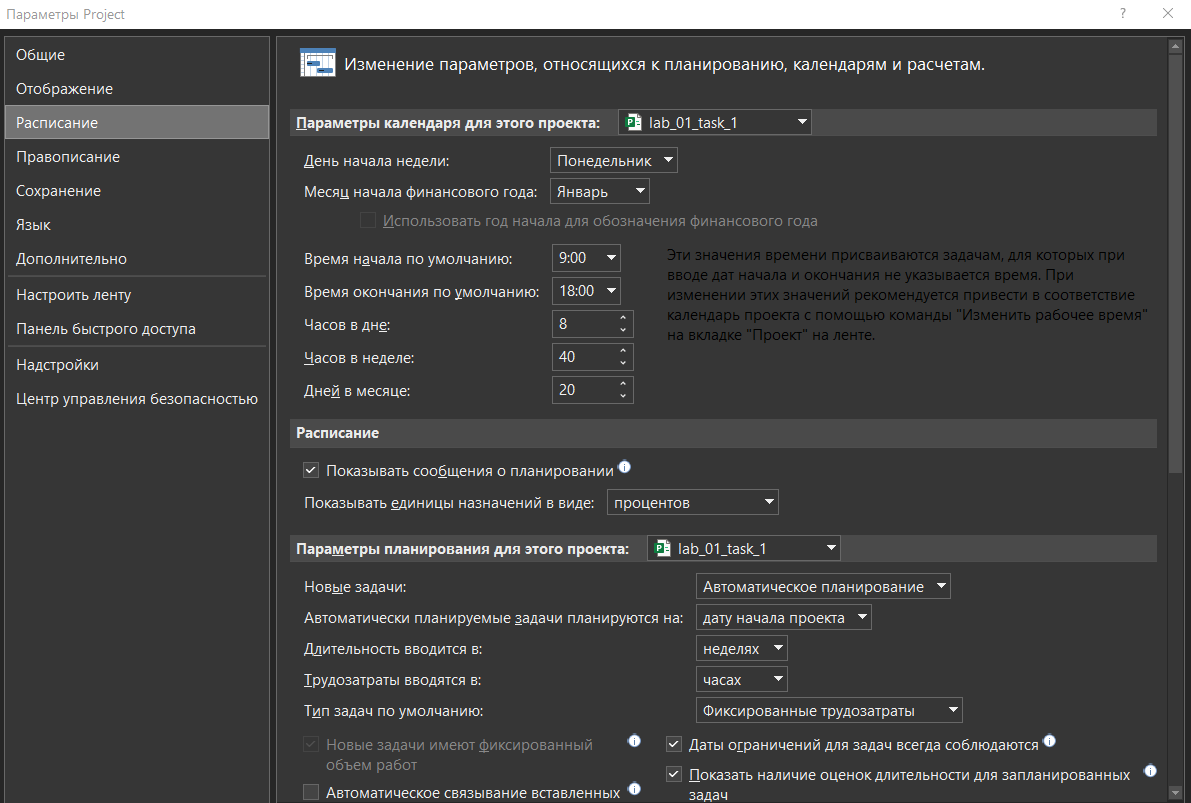 Параметры Project
?
Общие
Отображение
Расписание
Правописание
Сохранение
Язык
Дополнительно
Настроить ленту
Панель быстрого доступа
Надстройки
Центр управления безопасностью
Изменение параметров, относящихся к планированию, календарям и расчетам.
Параметры календаря для этого проекта: lab_01_task_1
День начала недели: Понедельник
Месяц начала финансового года: Январь
Использовать год начала для обозначения финансового года
Время начала по умолчанию: 9:00
Время окончания по умолчанию: 18:00
Часов в дне: 8
Часов в неделе: 40
Дней в месяце: 20
Эти значения времени присваиваются задачам, для которых при
вводе дат начала и окончания не указывается время. При
изменении этих значений рекомендуется привести в соответствие
календарь проекта с помощью команды "Изменить рабочее время"
на вкладке "Проект" на ленте.
Расписание
Показывать сообщения о планировании
Показывать единицы назначений в виде: процентов
Параметры планирования для этого проекта: lab_01_task_1
Новые задачи: Автоматическое планирование
Автоматически планируемые задачи планируются на: дату начала проекта
Длительность вводится в: неделях
Трудозатраты вводятся в: часах
Тип задач по умолчанию: Фиксированные трудозатраты
Новые задачи имеют фиксированный
объем работ
Автоматическое связывание вставленных
Даты ограничений для задач всегда соблюдаются
Показать наличие оценок длительности для запланированных
задач